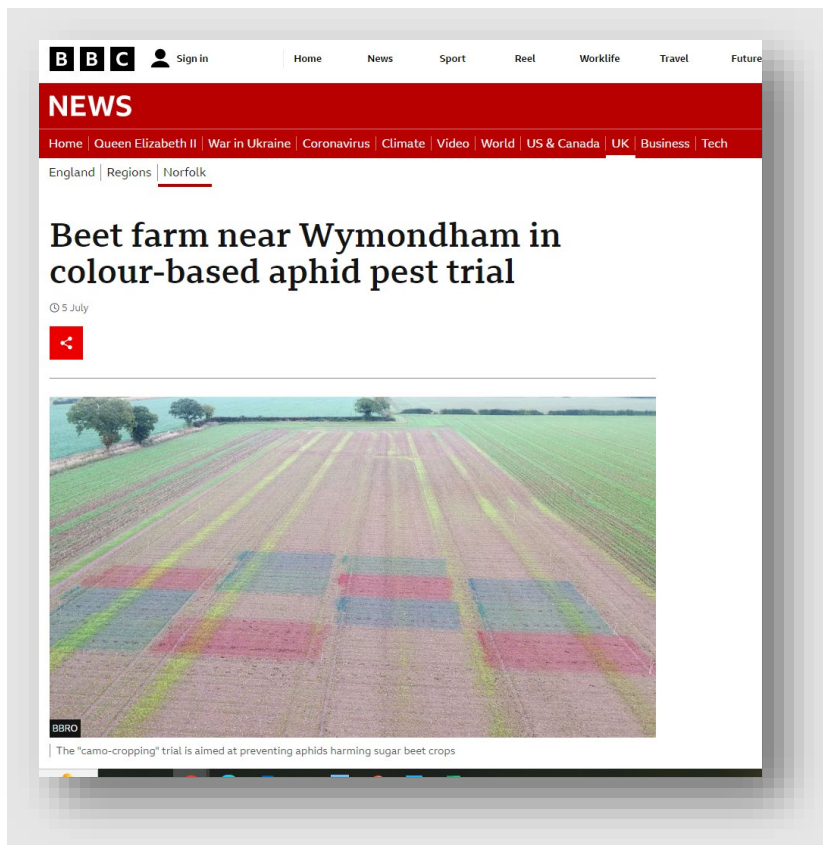 BBC Sign in Home News Sport Reel Worklife Travel Future
NEWS
Home Queen Elizabeth II War in Ukraine Coronavirus Climate Video World US & Canada UK Business Tech
England Regions Norfolk
Beet farm near Wymondham in
colour-based aphid pest trial
5 July
BBRO
The "camo-cropping" trial is aimed at preventing aphids harming sugar beet crops